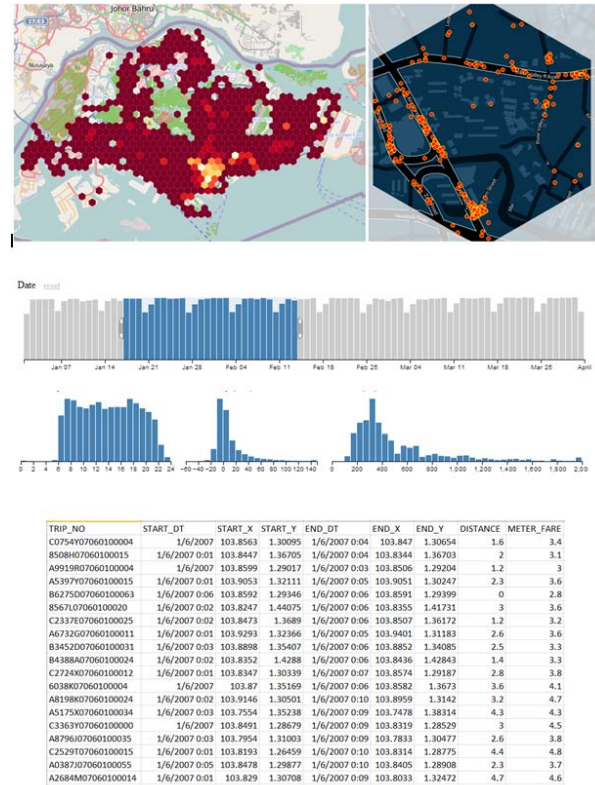 Johor Bahru
Nusajaya
Date reset
Jan 07 Jan 14 Jan 21 Jan 28 Feb 04 Feb 11 Feb 18 Feb 25 Mar 04 Mar 11 Mar 18 Mar 25 April
0 2 4 6 8 10 12 14 16 18 20 22 24 -60 -40 -20 0 20 40 60 80 100 120 140 0 200 400 600 800 1,000 1,200 1,400 1,600 1,800 2,00
TRIP_NO START_DT START_X START_Y END_DT END_X END_Y DISTANCE METER_FARE
C0754Y07060100004 1/6/2007 103.8563 1.30095 1/6/2007 0:04 103.847 1.30654 1.6 3.4
8508H07060100015 1/6/2007 0:01 103.8447 1.36705 1/6/2007 0:04 103.8344 1.36703 2 3.1
A9919R07060100004 1/6/2007 103.8599 1.29017 1/6/2007 0:03 103.8506 1.29204 1.2 3
A5397Y07060100015 1/6/2007 0:01 103.9053 1.32111 1/6/2007 0:05 103.9051 1.30247 2.3 3.6
B6275D07060100063 1/6/2007 0:06 103.8592 1.29346 1/6/2007 0:06 103.8591 1.29399 0 2.8
8567L07060100020 1/6/2007 0:02 103.8247 1.44075 1/6/2007 0:06 103.8355 1.41731 3 3.6
C2337E07060100025 1/6/2007 0:02 103.8473 1.3689 1/6/2007 0:06 103.8507 1.36172 1.2 3.2
A6732G07060100011 1/6/2007 0:01 103.9293 1.32366 1/6/2007 0:05 103.9401 1.31183 2.6 3.6
B3452D07060100031 1/6/2007 0:03 103.8898 1.35407 1/6/2007 0:06 103.8852 1.34085 2.5 3.3
B4388A07060100024 1/6/2007 0:02 103.8352 1.4288 1/6/2007 0:06 103.8436 1.42843 1.4 3.3
C2724X07060100012 1/6/2007 0:01 103.8347 1.30339 1/6/2007 0:07 103.8574 1.29187 2.8 3.8
6038K07060100004 1/6/2007 103.87 1.35169 1/6/2007 0:06 103.8582 1.3673 3.6 4.1
A8198K07060100024 1/6/2007 0:02 103.9146 1.30501 1/6/2007 0:10 103.8959 1.3142 3.2 4.7
A5175X07060100034 1/6/2007 0:03 103.7554 1.35238 1/6/2007 0:09 103.7478 1.38314 4.3 4.3
C3363Y07060100000 1/6/2007 103.8491 1.28679 1/6/2007 0:09 103.8319 1.28529 3 4.5
A8796J07060100035 1/6/2007 0:03 103.7954 1.31003 1/6/2007 0:09 103.7833 1.30477 2.6 3.8
C2529T07060100015 1/6/2007 0:01 103.8193 1.26459 1/6/2007 0:10 103.8314 1.28775 4.4 4.8
A0387J07060100055 1/6/2007 0:05 103.8478 1.29877 1/6/2007 0:10 103.8405 1.28908 2.3 3.7
A2684M07060100014 1/6/2007 0:01 103.829 1.30708 1/6/2007 0:09 103.8033 1.32472 4.7 4.6